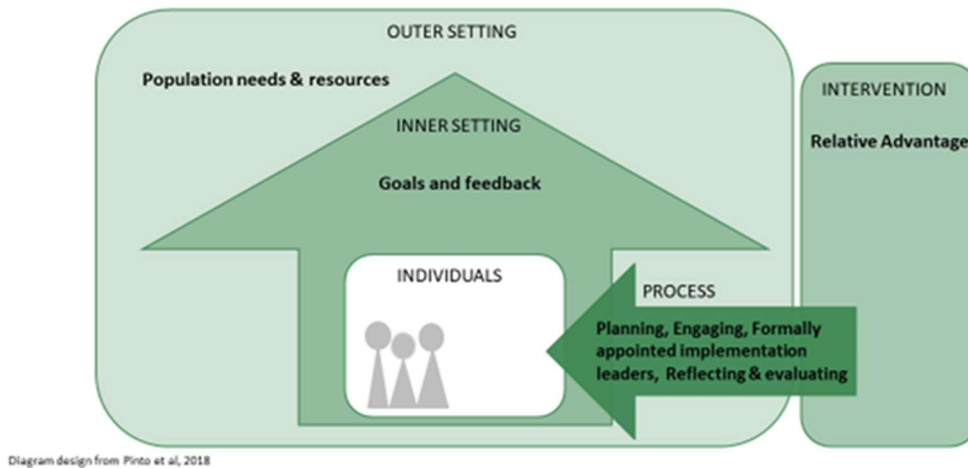 OUTER SETTING
Population needs & resources
INTERVENTION
Relative Advantage
INNER SETTING
Goals and feedback
INDIVIDUALS
PROCESS
Planning, Engaging, Formally
appointed implementation
leaders, Reflecting & evaluating
Diagram design from Pinto et al, 2018